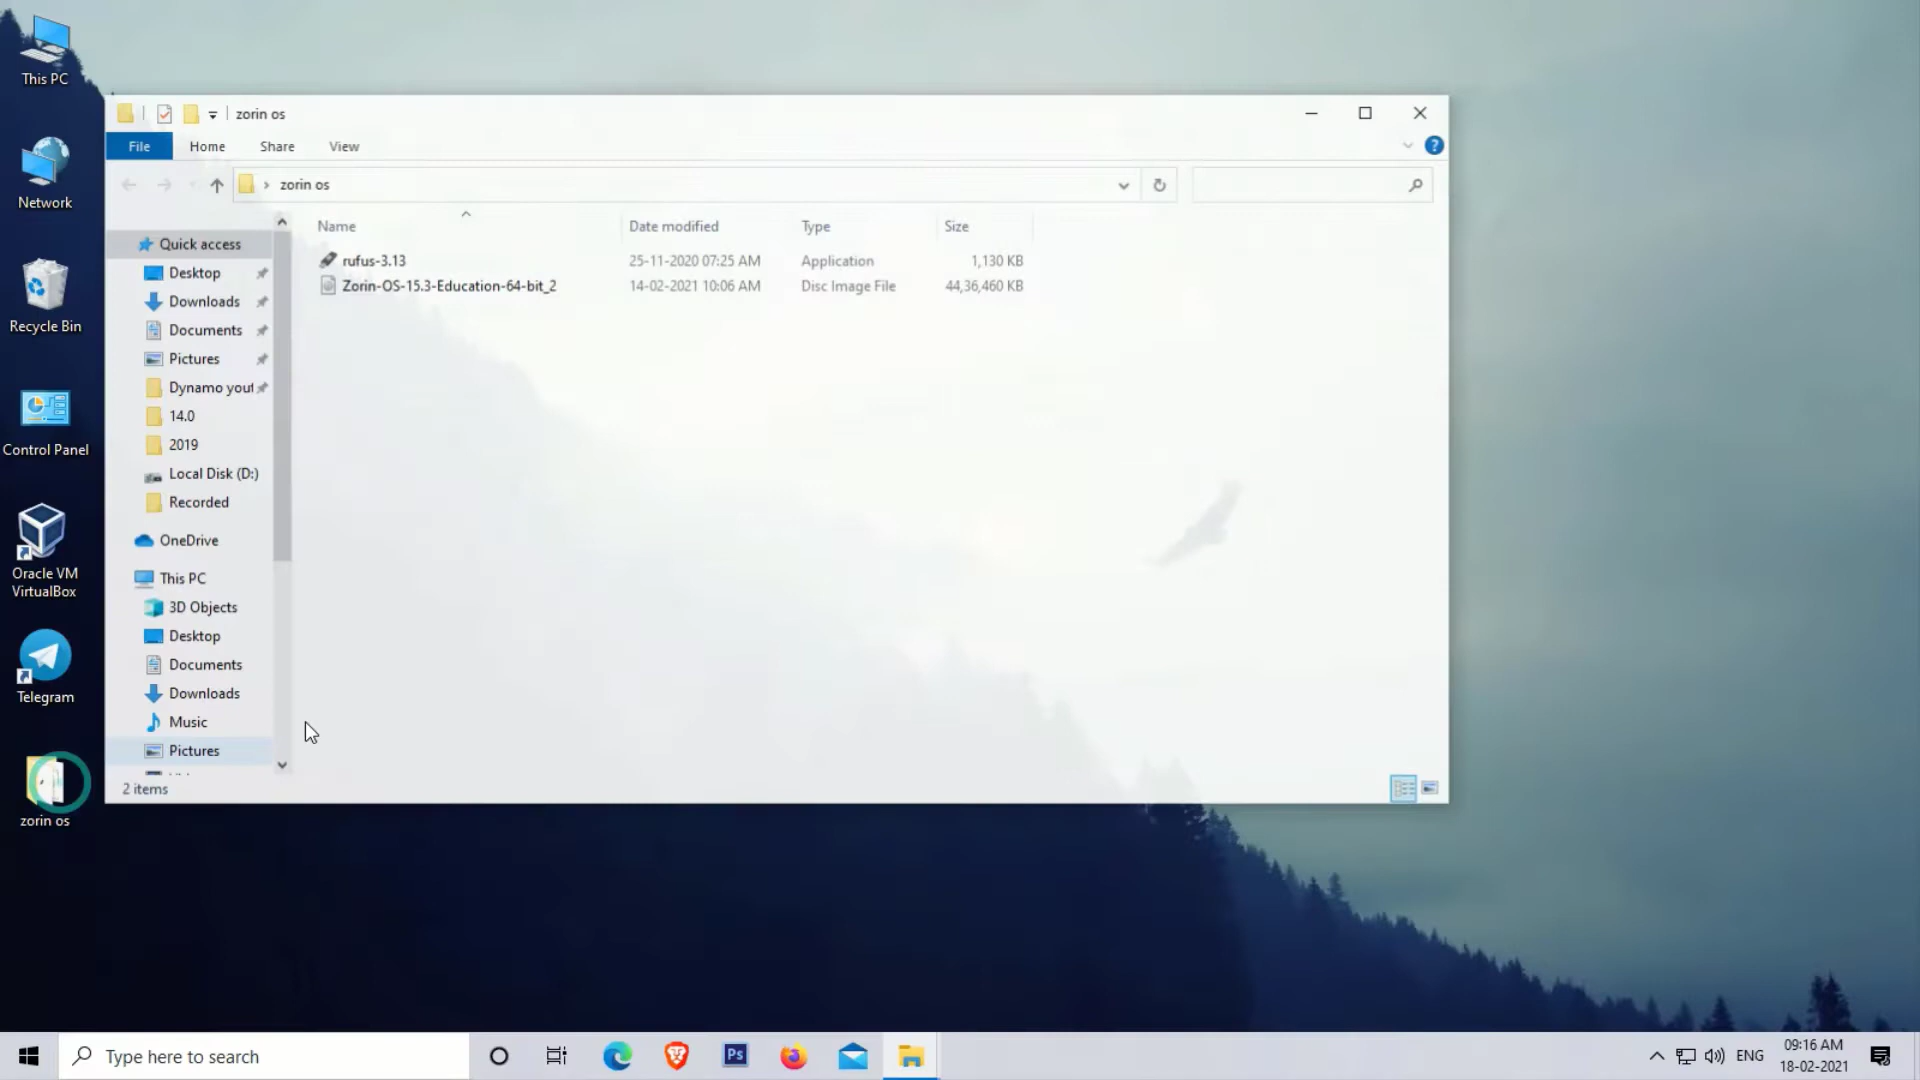 This PC
Network
Recycle Bin
Control Panel
Oracle VM
VirtualBox
Telegram
zorin os
zorin os
File Home Share View
zorin os
Quick access
Desktop
Downloads
Documents
Pictures
Dynamo yout
14.0
2019
Local Disk (D:)
Recorded
OneDrive
This PC
3D Objects
Desktop
Documents
Downloads
Music
Pictures
Name Date modified Type Size
rufus-3.13 25-11-2020 07:25 AM Application 1,130 KB
Zorin-OS-15.3-Education-64-bit_2 14-02-2021 10:06 AM Disc Image File 44,36,460 KB
2 items
Type here to search
Ps
ENG
09:16 AM
18-02-2021